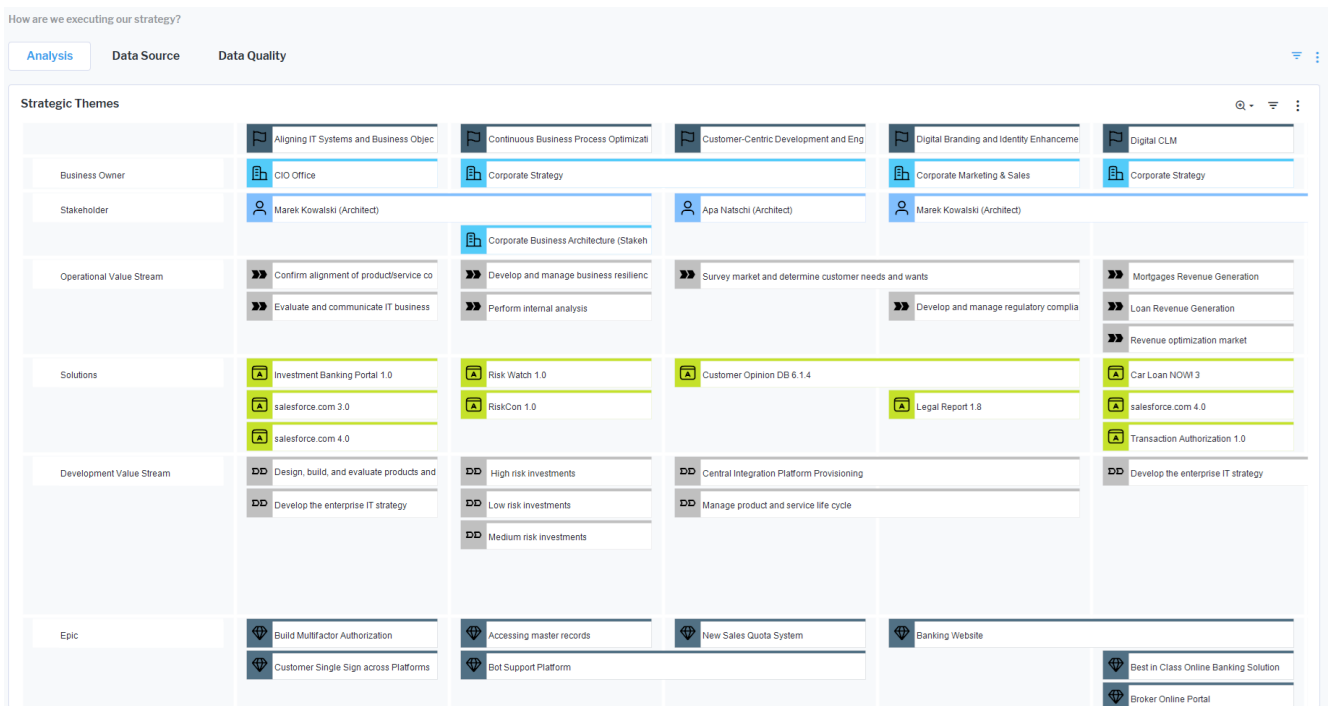 How are we executing our strategy?
Analysis Data Source Data Quality
Strategic Themes
Aligning IT Systems and Business Objec Continuous Business Process Optimizati Customer-Centric Development and Eng Digital Branding and Identity Enhanceme Digital CLM
Business Owner CIO Office Corporate Strategy Corporate Marketing & Sales Corporate Strategy
Stakeholder Marek Kowalski (Architect) Apa Natschi (Architect) Marek Kowalski (Architect)
Corporate Business Architecture (Stakeh
Operational Value Stream Confirm alignment of product/service co Develop and manage business resilienc Survey market and determine customer needs and wants Mortgages Revenue Generation
Evaluate and communicate IT business Perform internal analysis Develop and manage regulatory complia Loan Revenue Generation
Revenue optimization market
Solutions Investment Banking Portal 1.0 Risk Watch 1.0 Customer Opinion DB 6.1.4 Car Loan NOW! 3
salesforce.com 3.0 RiskCon 1.0 Legal Report 1.8 salesforce.com 4.0
salesforce.com 4.0 Transaction Authorization 1.0
Development Value Stream DD Design, build, and evaluate products and DD High risk investments DD Central Integration Platform Provisioning DD Develop the enterprise IT strategy
DD Develop the enterprise IT strategy DD Low risk investments DD Manage product and service life cycle
DD Medium risk investments
Epic Build Multifactor Authorization Accessing master records New Sales Quota System Banking Website
Customer Single Sign across Platforms Bot Support Platform Best in Class Online Banking Solution
Broker Online Portal